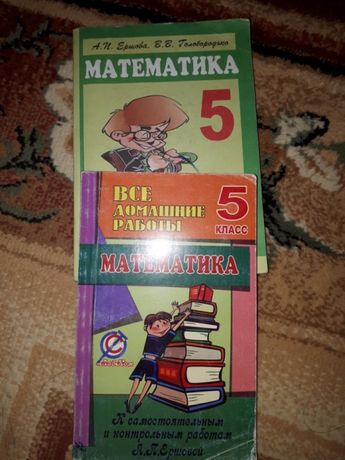 А.П. Ершова, В.В. Голобородько
МАТЕМАТИКА
5
ВСЕ
ДОМАШНИЕ
РАБОТЫ
5
КЛАСС
МАТЕМАТИКА
К самостоятельным
и контрольным работам
А.П.Ершовой